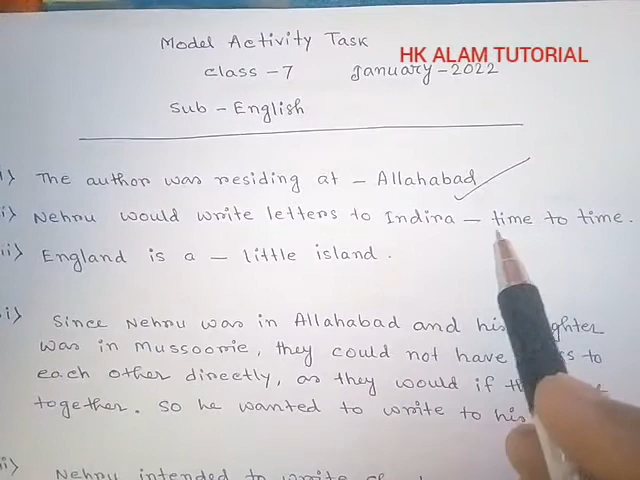 Model Activity Task
HK ALAM TUTORIAL
Class - 7 January - 2022
Sub - English
i) The author was residing at - Allahabad
i) Nehru would write letters to Indira - time to time.
ii) England is a - little island.
i) Since Nehru was in Allahabad and his
was in Mussoorie, they could not have to
each other directly, as they would if
together. So he wanted to write to his
ii) Nehru intended to write